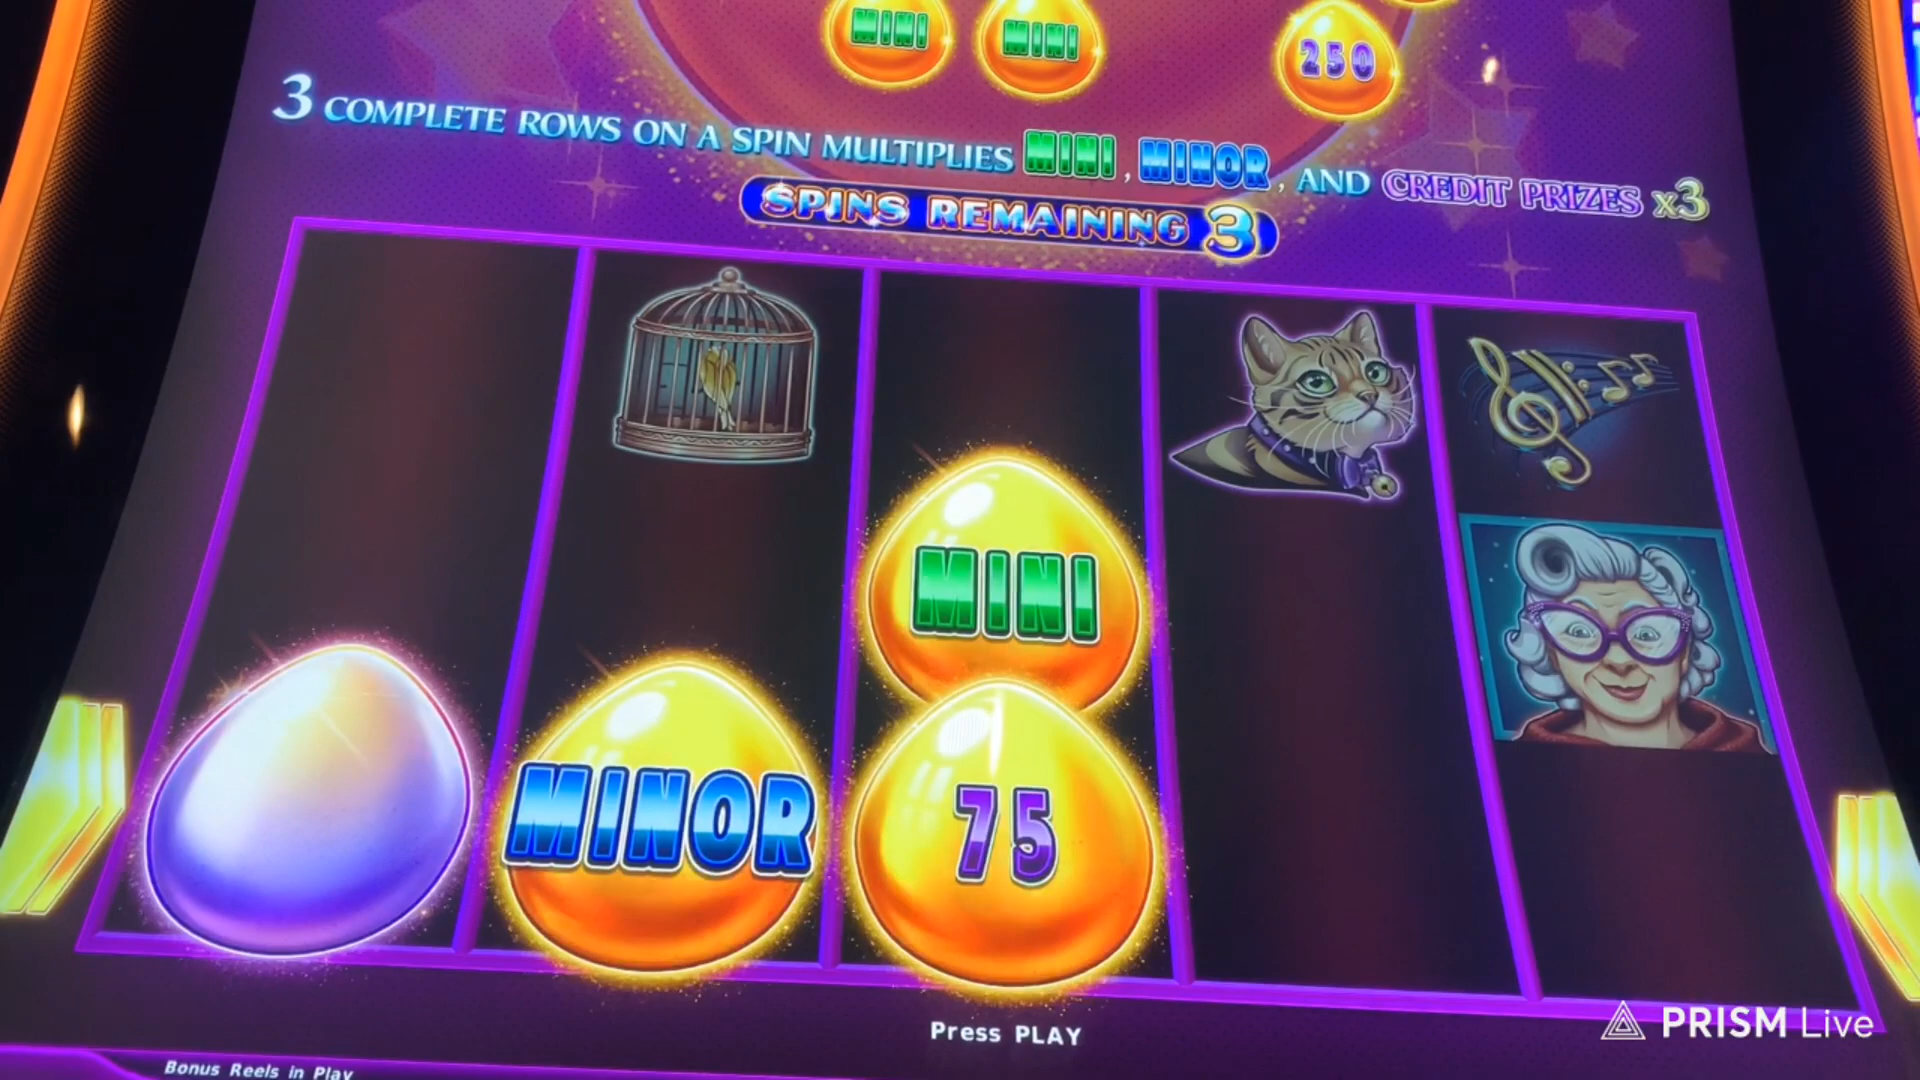 MINI MINI 250
3 COMPLETE ROWS ON A SPIN MULTIPLIES MINI, MINOR, AND CREDIT PRIZES x3
SPINS REMAINING 3
MINI
MINOR 75
Press PLAY
PRISM Live
Bonus Reels in Play